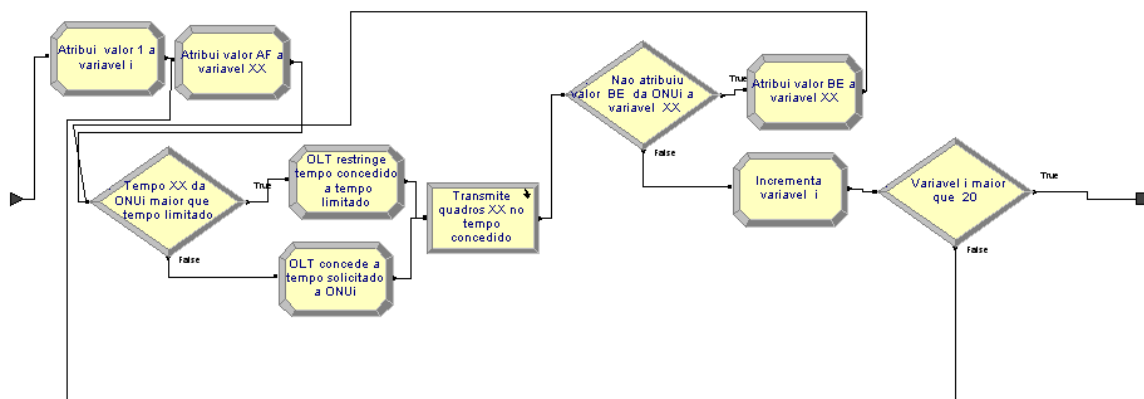 Atribui valor 1 a
variavel i
Atribui valor AF a
variavel XX
Tempo XX da
ONUi maior que
tempo limitado
True
False
OLT restringe
tempo concedido
a tempo
limitado
OLT concede a
tempo solicitado
a ONUi
Transmite
quadros XX no
tempo
concedido
Nao atribuiu
valor BE da ONUi a
variavel XX
True
False
Atribui valor BE a
variavel XX
Incrementa
variavel i
Variavel i maior
que 20
True
False